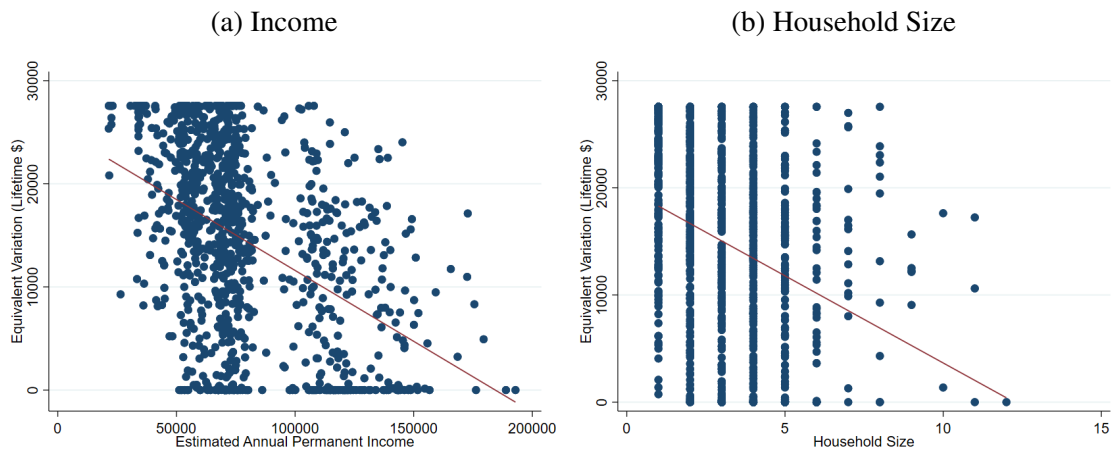 (a) Income
Equivalent Variation (Lifetime $)
30000
20000
10000
0
0 50000 100000 150000 200000
Estimated Annual Permanent Income
(b) Household Size
Equivalent Variation (Lifetime $)
30000
20000
10000
0
0 5 10 15
Household Size